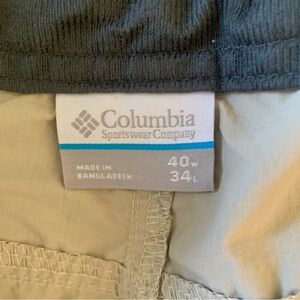 Columbia
Sportswear Company
MADE IN 40W
BANGLADESH 34L